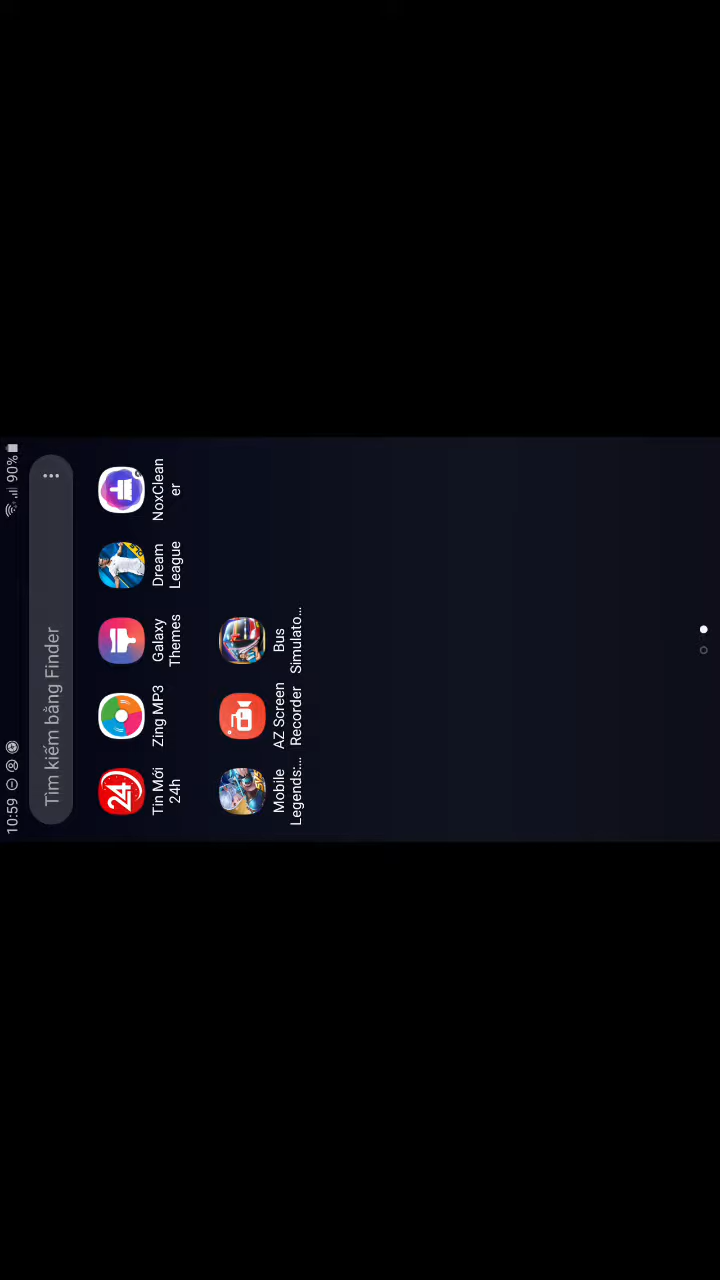 10:59 90%
Tìm kiếm bằng Finder
Tin Mới
24h
Zing MP3
Galaxy
Themes
Dream
League
NoxClean
er
Mobile
Legends:...
AZ Screen
Recorder
Bus
Simulato...
24